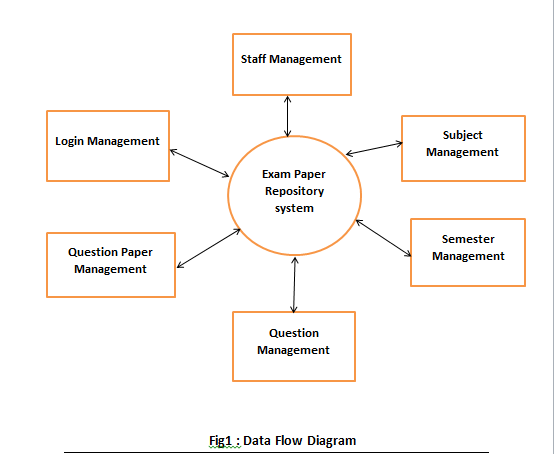 Staff Management
Login Management
Subject
Management
Exam Paper
Repository
system
Question Paper
Management
Semester
Management
Question
Management
Fig1 : Data Flow Diagram